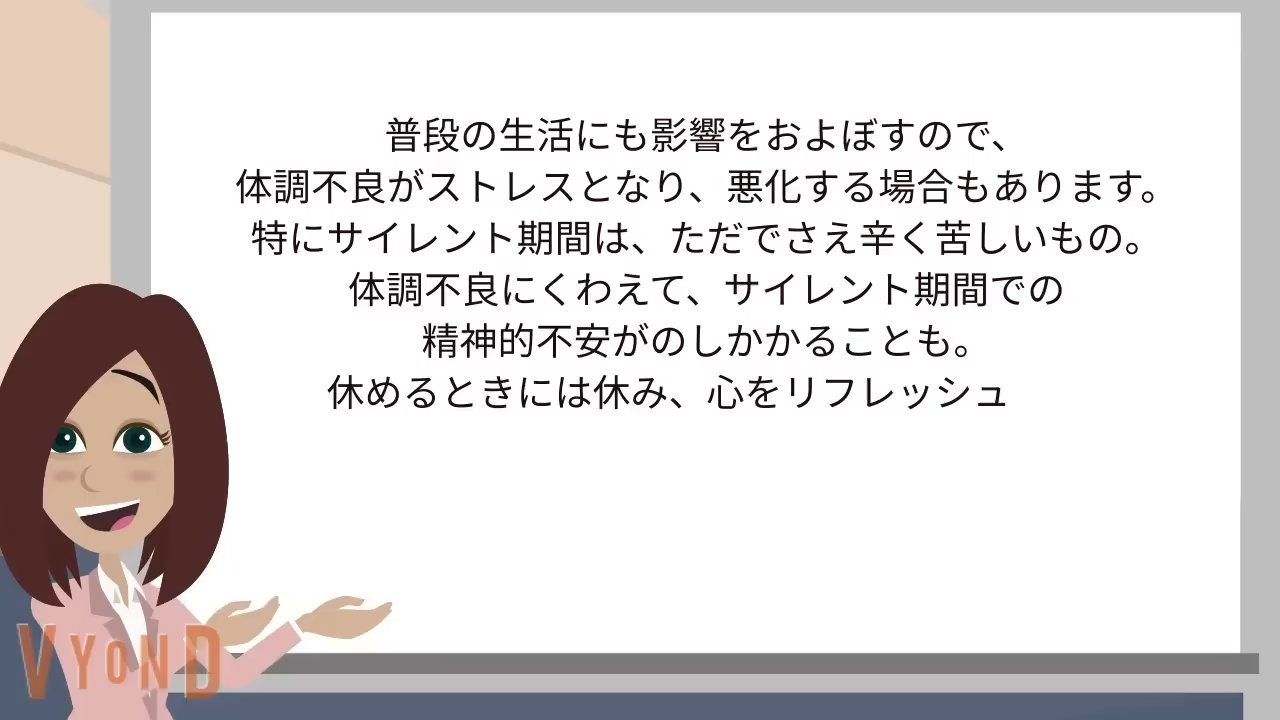 普段の生活にも影響をおよぼすので、
体調不良がストレスとなり、悪化する場合もあります。
特にサイレント期間は、ただでさえ辛く苦しいもの。
体調不良にくわえて、サイレント期間での
精神的不安がのしかかることも。
休めるときには休み、心をリフレッシュ
VYOND